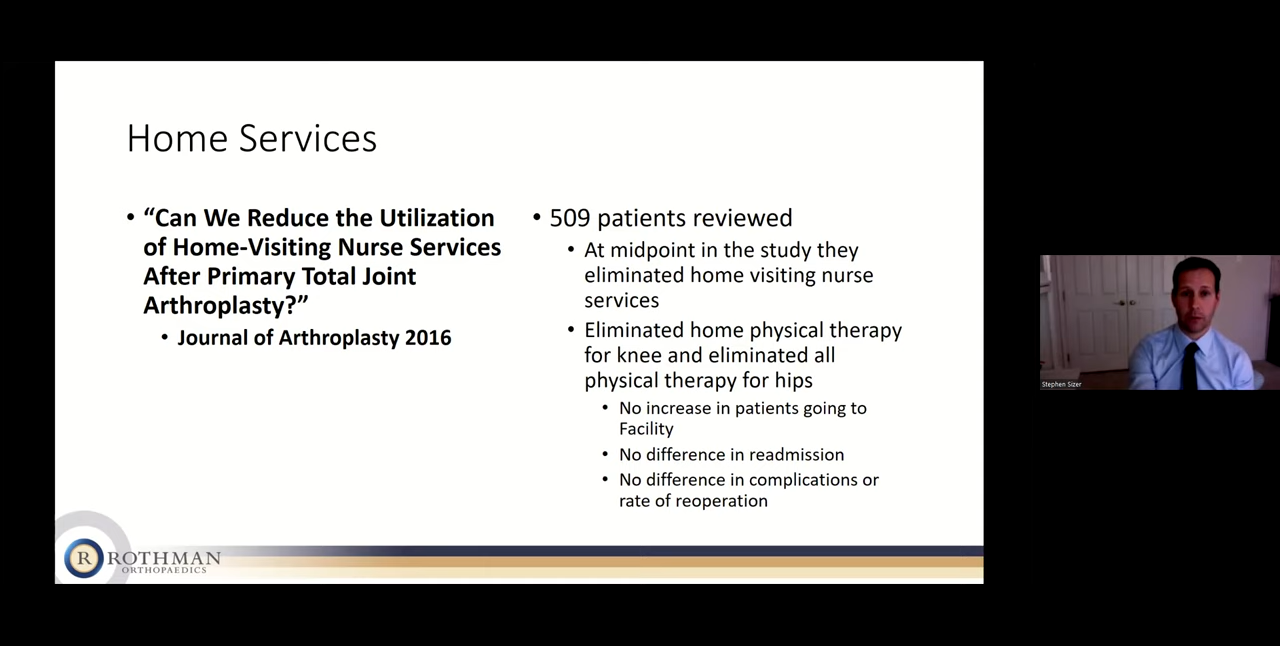 Home Services
• “Can We Reduce the Utilization
of Home-Visiting Nurse Services
After Primary Total Joint
Arthroplasty?”
• Journal of Arthroplasty 2016
• 509 patients reviewed
• At midpoint in the study they
eliminated home visiting nurse
services
• Eliminated home physical therapy
for knee and eliminated all
physical therapy for hips
• No increase in patients going to
Facility
• No difference in readmission
• No difference in complications or
rate of reoperation
R ROTHMAN
ORTHOPAEDICS
Stephen Sizer